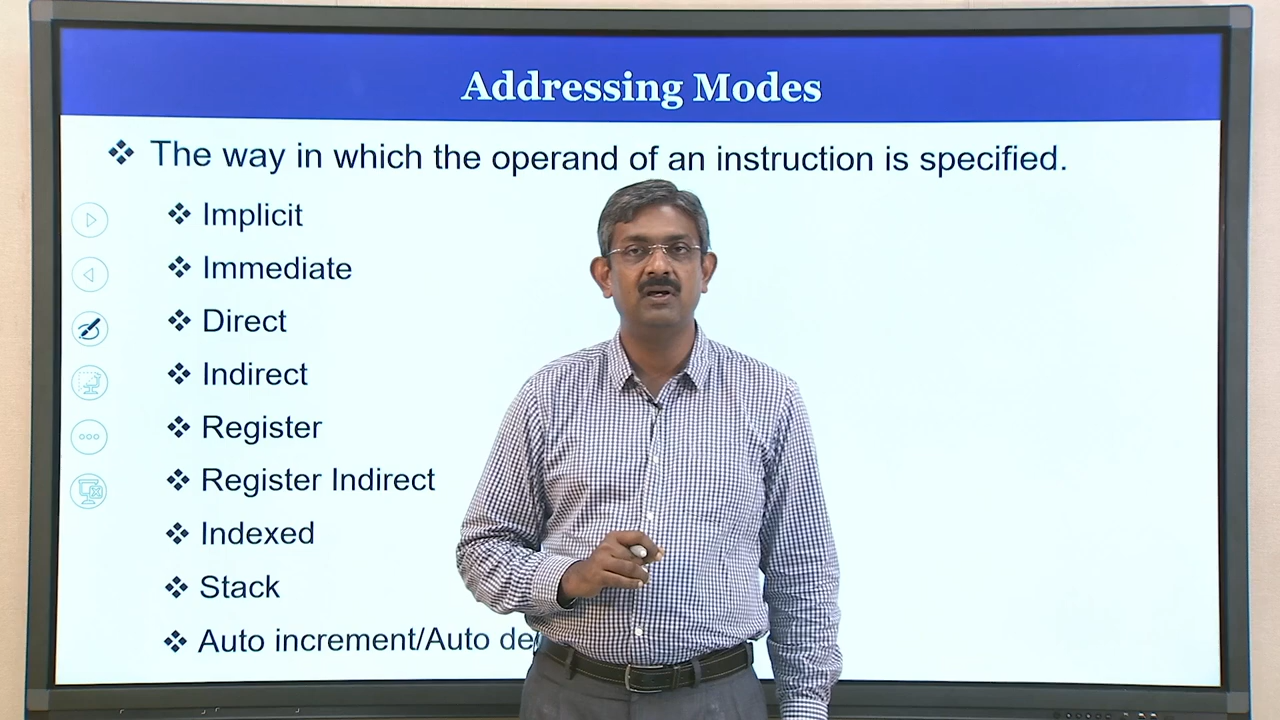 Addressing Modes
❖ The way in which the operand of an instruction is specified.
❖ Implicit
❖ Immediate
❖ Direct
❖ Indirect
❖ Register
❖ Register Indirect
❖ Indexed
❖ Stack
❖ Auto increment/Auto